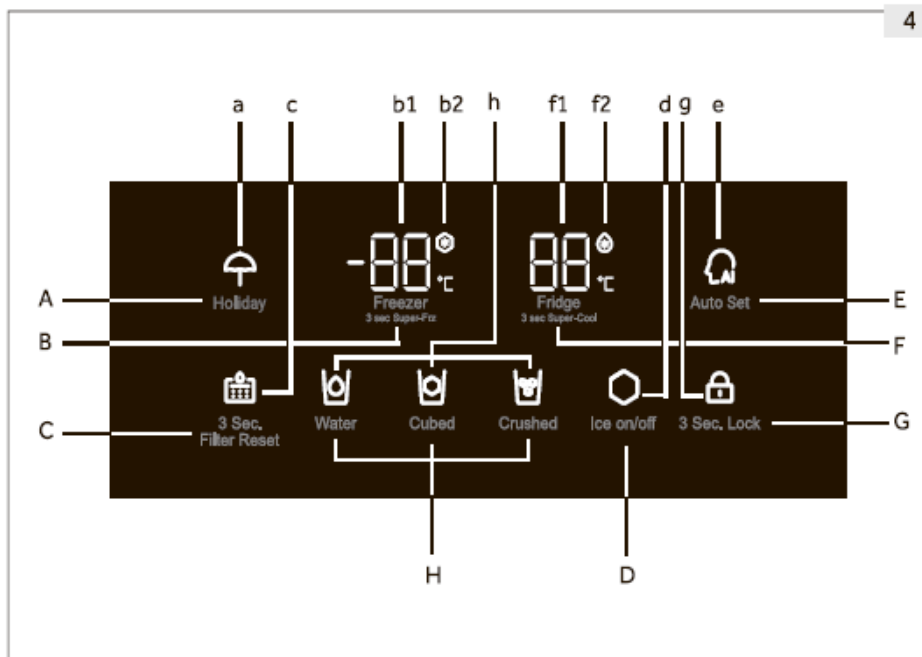 4
a c b1 b2 h f1 f2 d g e
-88 °C 88 °C AI
A Holiday Freezer Fridge Auto Set E
3 sec Super-Frz 3 sec Super-Cool
B F
C 3 Sec. Water Cubed Crushed Ice on/off 3 Sec. Lock G
Filter Reset
H D